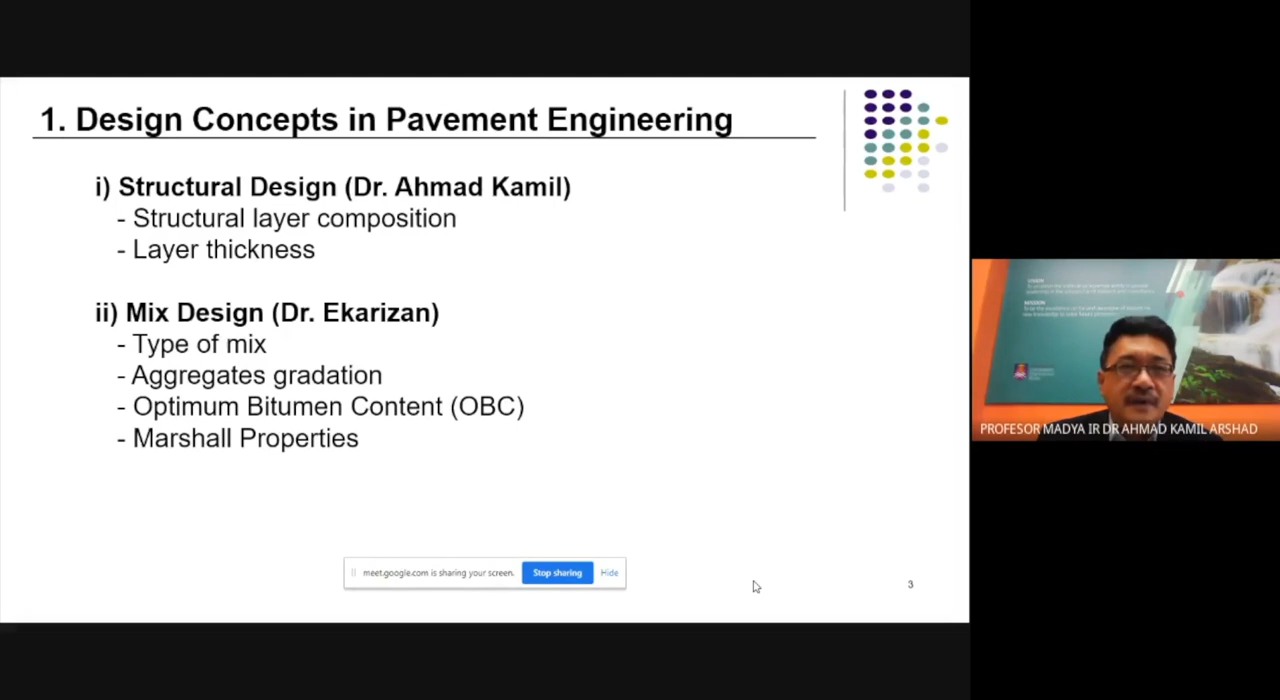 1. Design Concepts in Pavement Engineering
i) Structural Design (Dr. Ahmad Kamil)
- Structural layer composition
- Layer thickness
ii) Mix Design (Dr. Ekarizan)
- Type of mix
- Aggregates gradation
- Optimum Bitumen Content (OBC)
- Marshall Properties
meet.google.com is sharing your screen.
Stop sharing
Hide
3
VISION
MISSION
PROFESOR MADYA IR DR AHMAD KAMIL ARSHAD